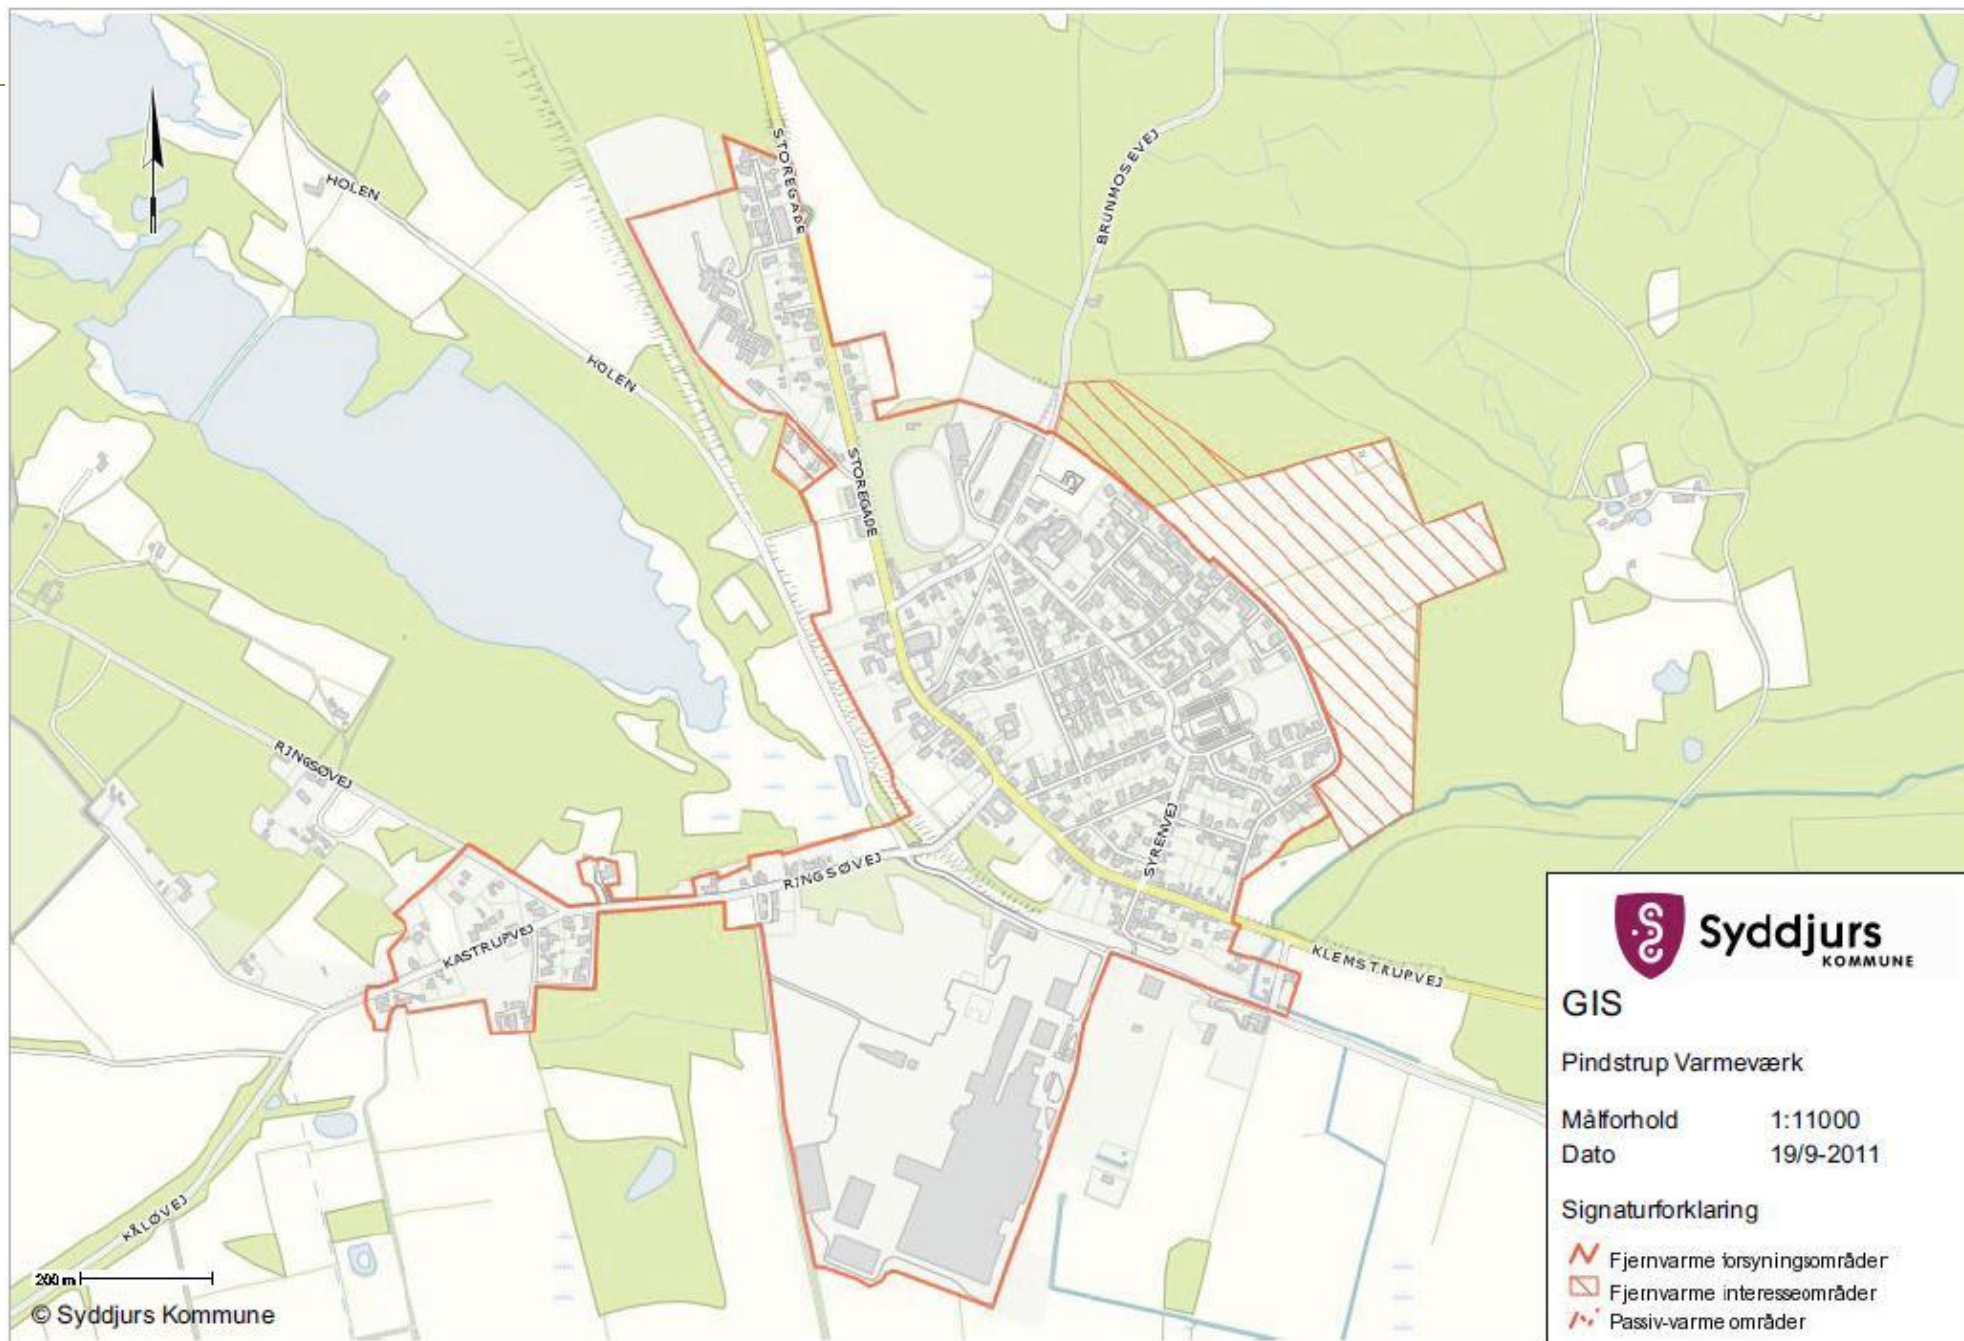 STOREGADE
HOLEN
BRUNMOSEVEJ
HOLEN
STOREGADE
RINGSØVEJ
SYRENVEJ
RINGSØVEJ
KASTRUPVEJ
KLEMSTRUPVEJ
KALØVEJ
200 m
© Syddjurs Kommune
Syddjurs
KOMMUNE
GIS
Pindstrup Varmeværk
Målforhold 1:11000
Dato 19/9-2011
Signaturforklaring
Fjernvarme forsyningsområder
Fjernvarme interesseområder
Passiv-varme områder